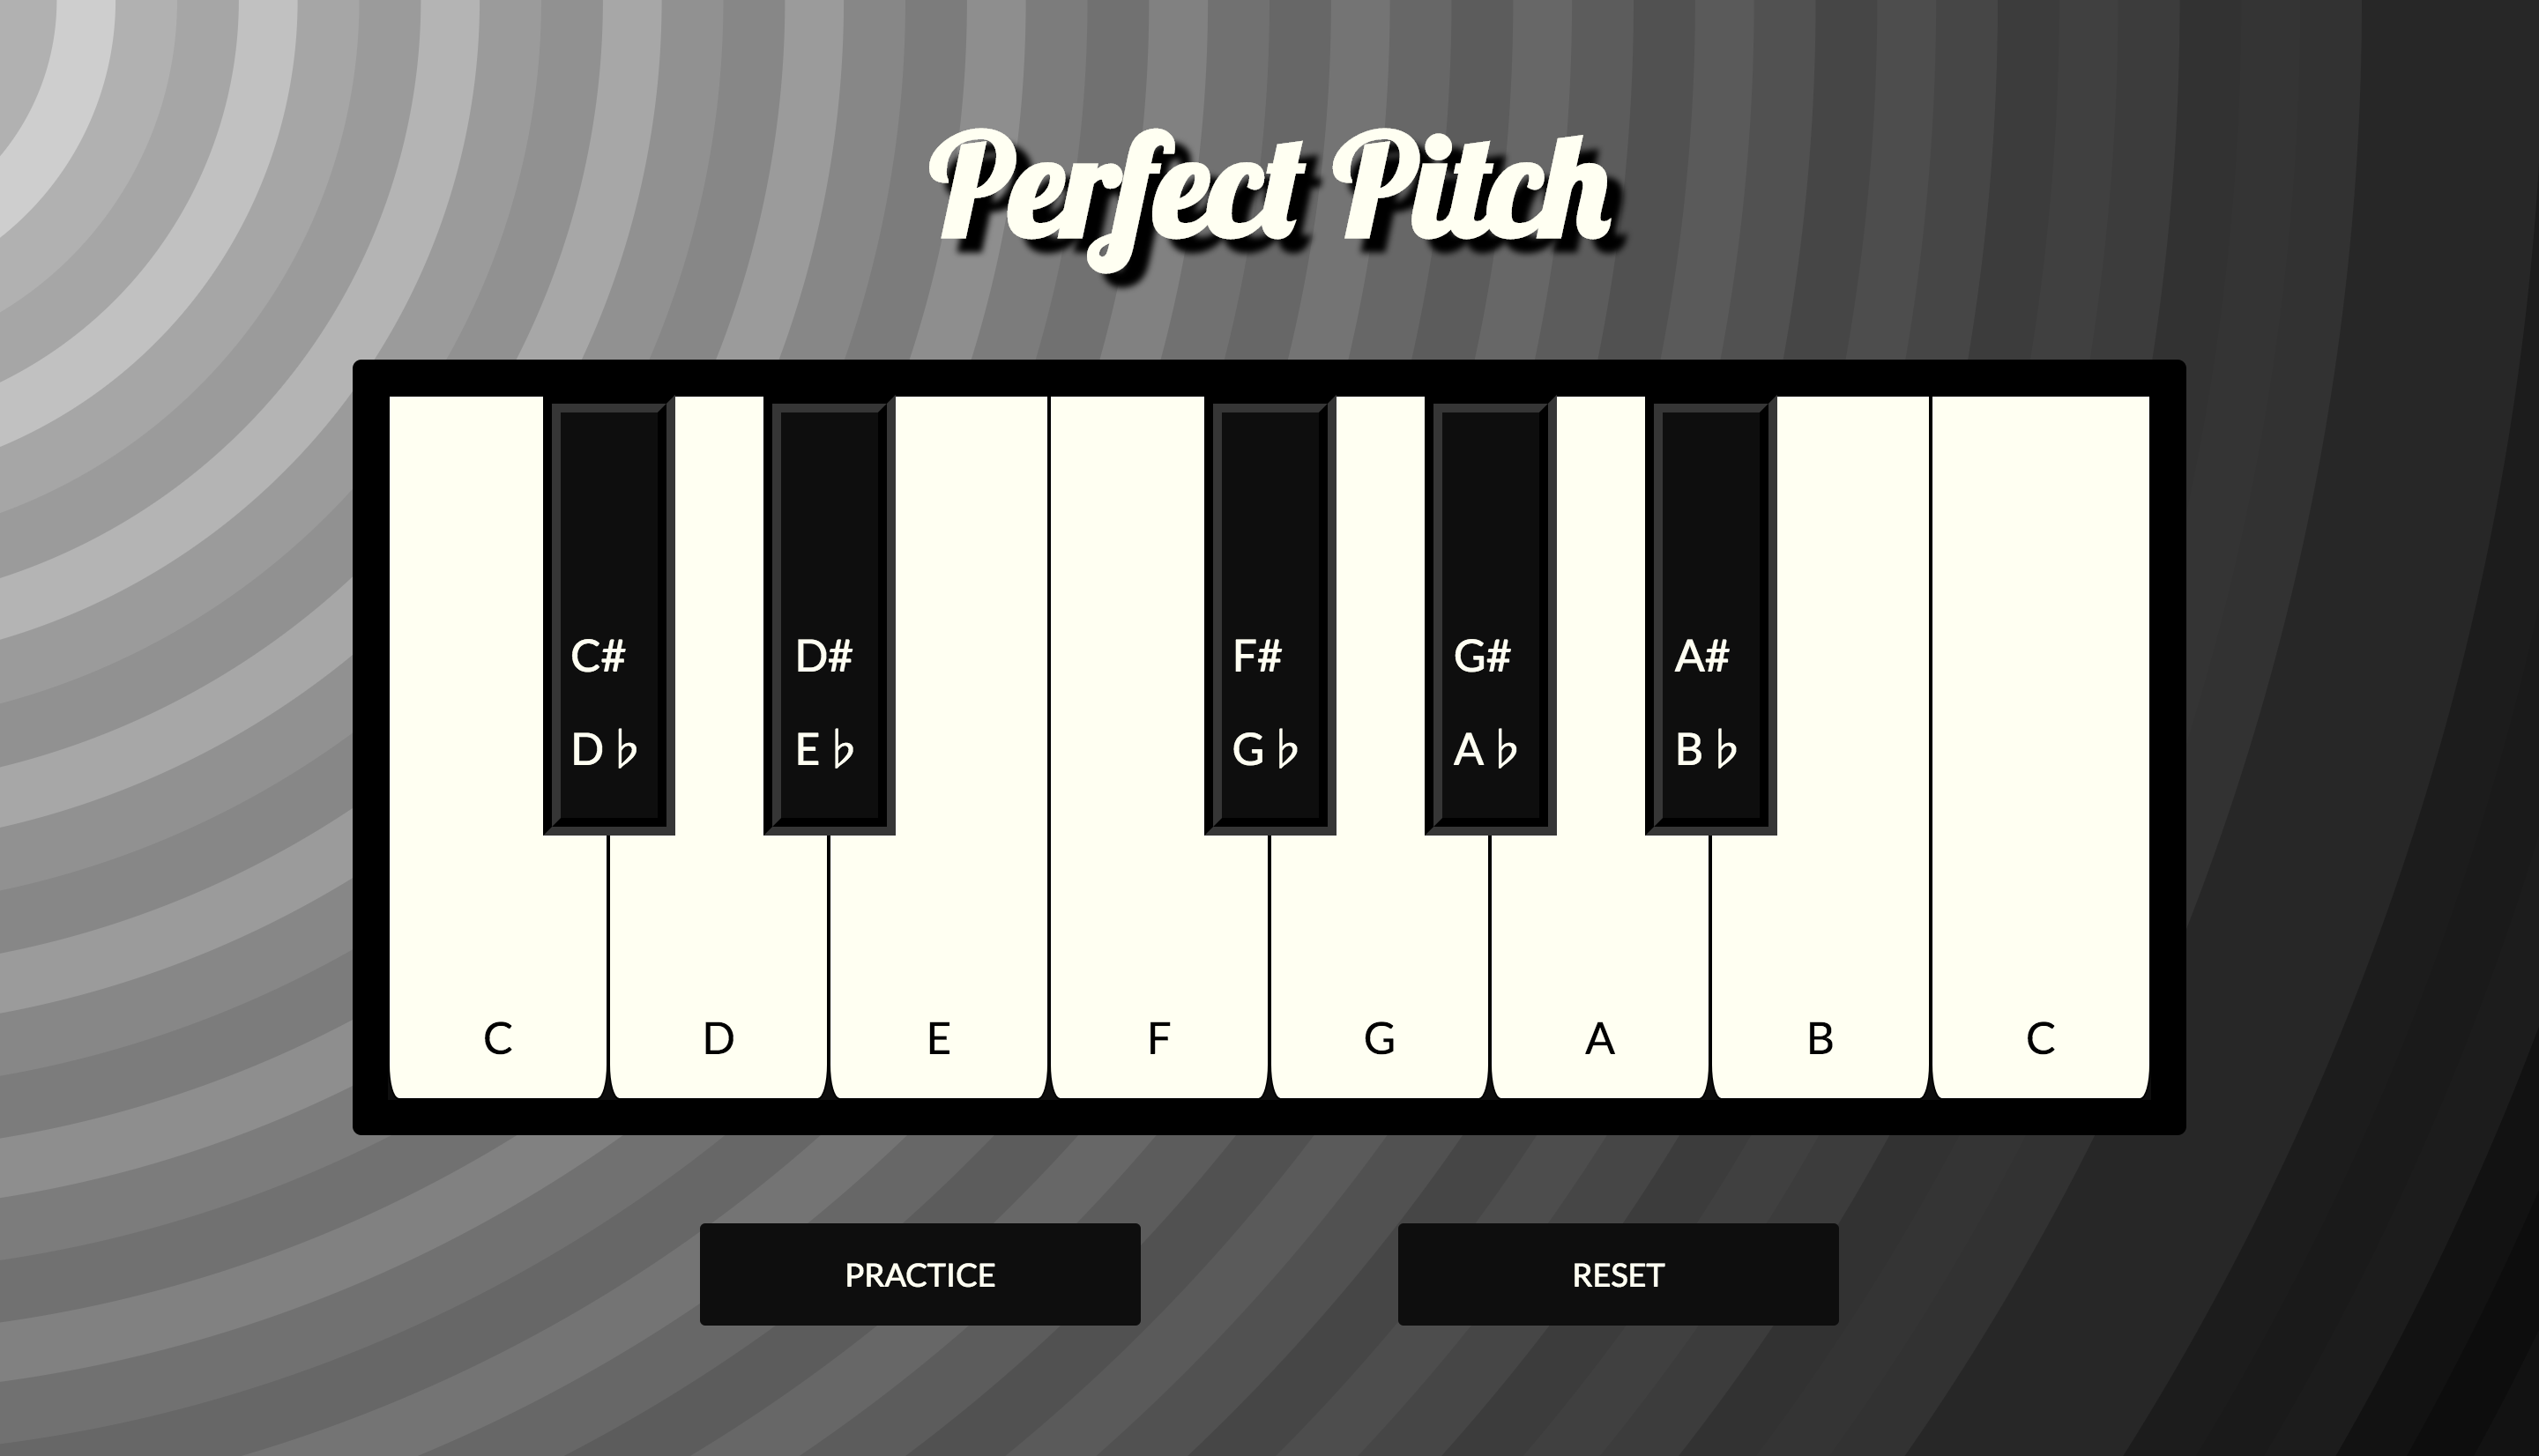 Perfect Pitch
C# D# F# G# A#
D♭ E♭ G♭ A♭ B♭
C D E F G A B C
PRACTICE RESET